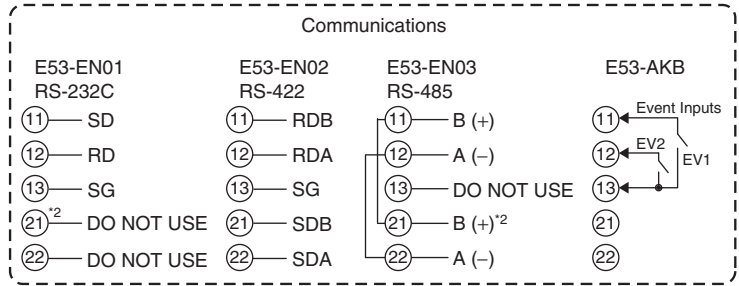 Communications
E53-EN01 E53-EN02 E53-EN03 E53-AKB
RS-232C RS-422 RS-485
11 SD 11 RDB 11 B (+) 11 Event Inputs
12 RD 12 RDA 12 A (−) 12 EV2 EV1
13 SG 13 SG 13 DO NOT USE 13
21 *2 DO NOT USE 21 SDB 21 B (+)*2 21
22 DO NOT USE 22 SDA 22 A (−) 22